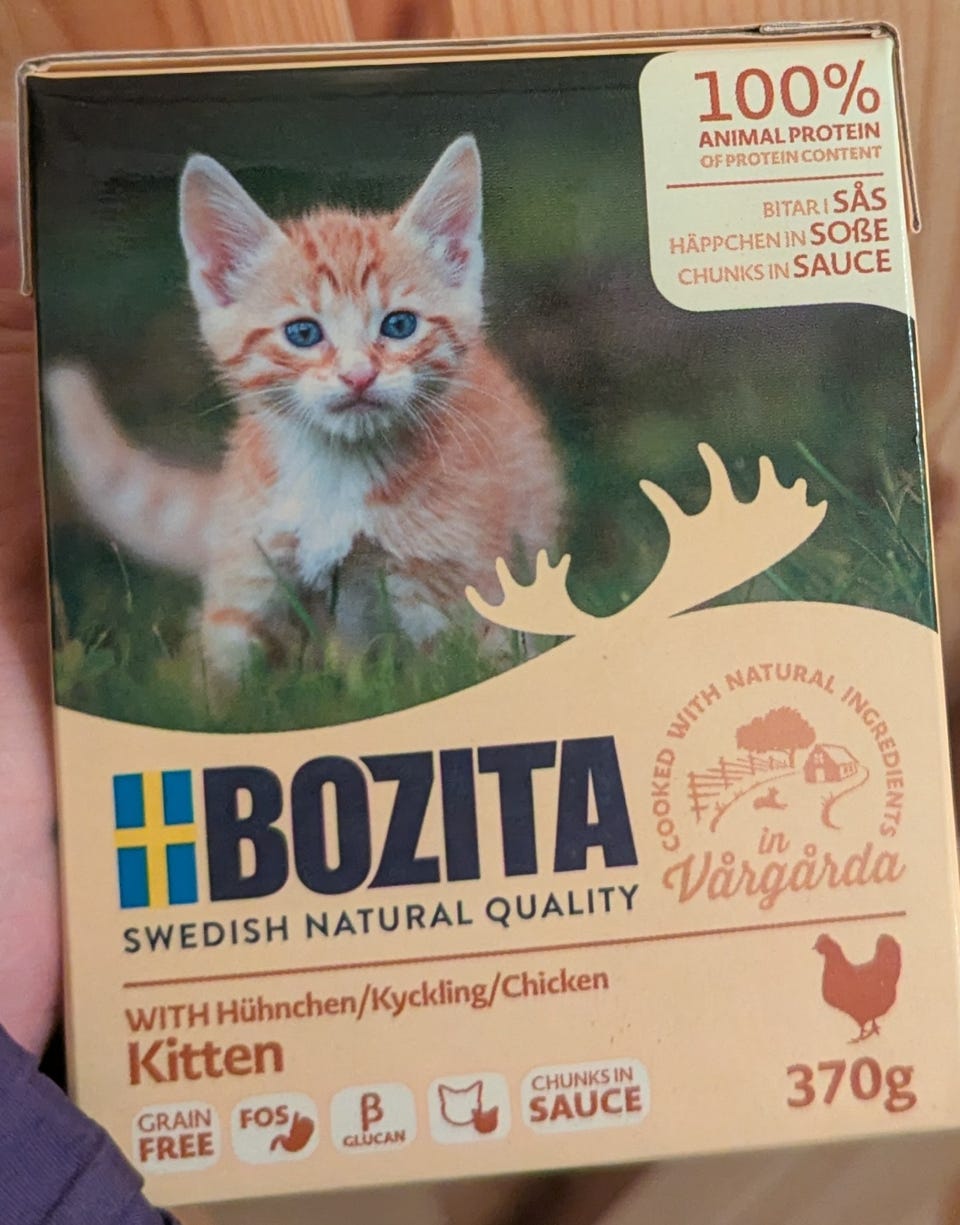 100%
ANIMAL PROTEIN
OF PROTEIN CONTENT
BITAR I SÅS
HÄPPCHEN IN SOßE
CHUNKS IN SAUCE
COOKED WITH NATURAL INGREDIENTS
in
Vårgårda
BOZITA
SWEDISH NATURAL QUALITY
WITH Hühnchen/Kyckling/Chicken
Kitten
370g
GRAIN
FREE
FOS
β
GLUCAN
CHUNKS IN
SAUCE